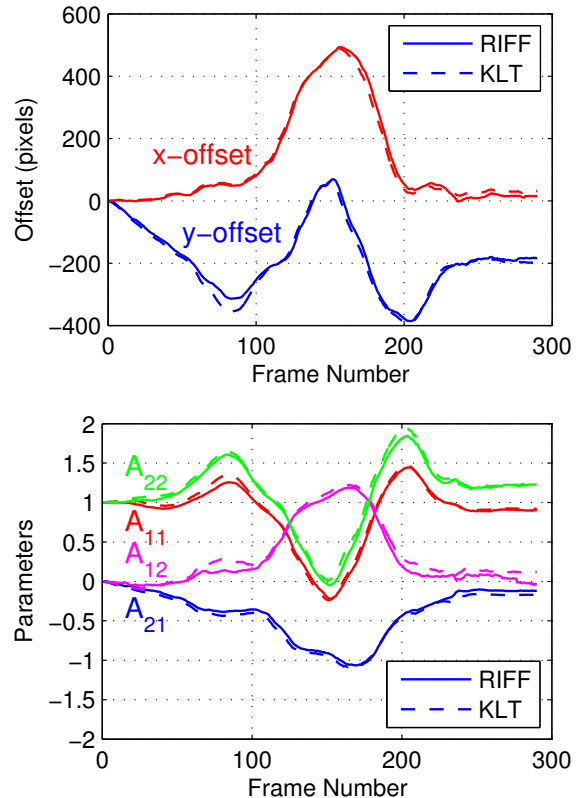 600
400
200
0
−200
−400
0
100
200
300
Offset (pixels)
Frame Number
RIFF
KLT
x−offset
y−offset
2
1.5
1
0.5
0
−0.5
−1
−1.5
−2
0
100
200
300
Parameters
Frame Number
A22
A11
A12
A21
RIFF
KLT